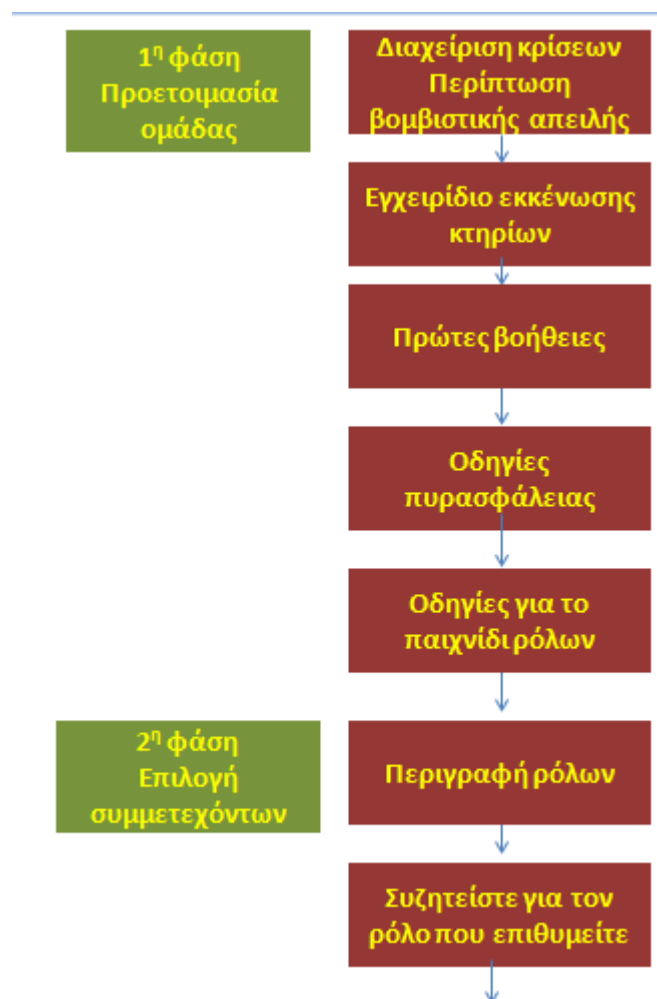 1η φάση
Προετοιμασία
ομάδας
Διαχείριση κρίσεων
Περίπτωση
βομβιστικής απειλής
Εγχειρίδιο εκκένωσης
κτηρίων
Πρώτες βοήθειες
Οδηγίες
πυρασφάλειας
Οδηγίες για το
παιχνίδι ρόλων
2η φάση
Επιλογή
συμμετεχόντων
Περιγραφή ρόλων
Συζητείστε για τον
ρόλο που επιθυμείτε